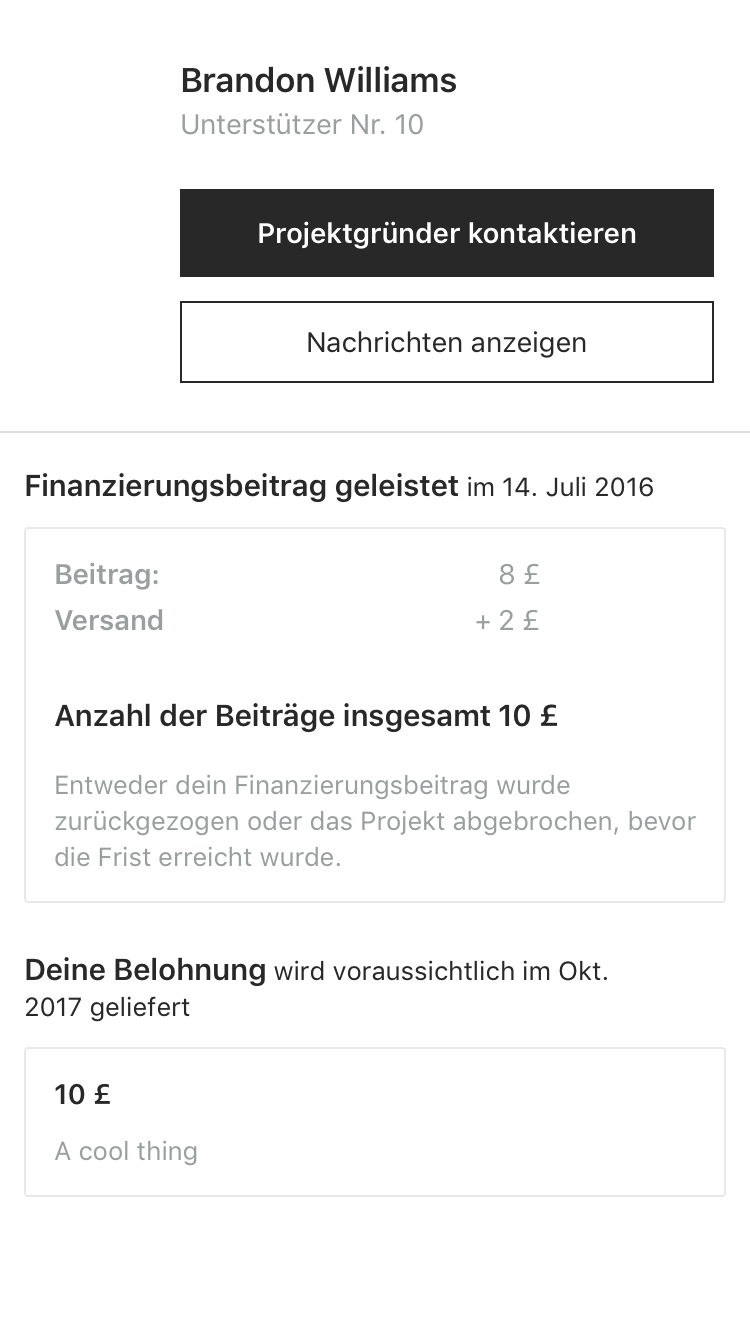 Brandon Williams
Unterstützer Nr. 10
Projektgründer kontaktieren
Nachrichten anzeigen
Finanzierungsbeitrag geleistet im 14. Juli 2016
Beitrag: 8 £
Versand + 2 £
Anzahl der Beiträge insgesamt 10 £
Entweder dein Finanzierungsbeitrag wurde
zurückgezogen oder das Projekt abgebrochen, bevor
die Frist erreicht wurde.
Deine Belohnung wird voraussichtlich im Okt.
2017 geliefert
10 £
A cool thing